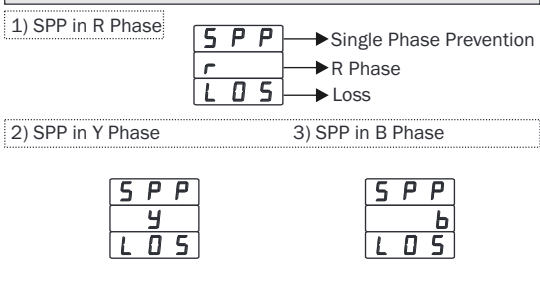 1) SPP in R Phase
SPP Single Phase Prevention
r R Phase
LOS Loss
2) SPP in Y Phase 3) SPP in B Phase
SPP SPP
y b
LOS LOS